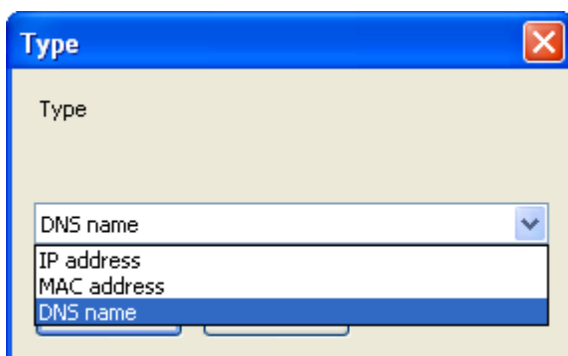 Type
Type
DNS name
IP address
MAC address
DNS name